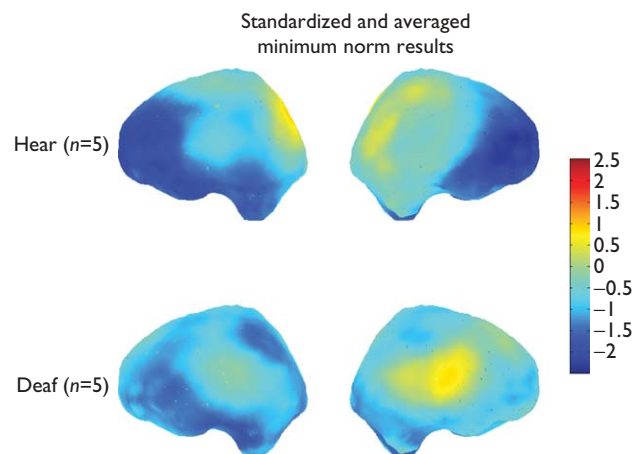 Standardized and averaged
minimum norm results
Hear (n=5)
2.5
2
1.5
1
0.5
0
−0.5
−1
−1.5
−2
Deaf (n=5)